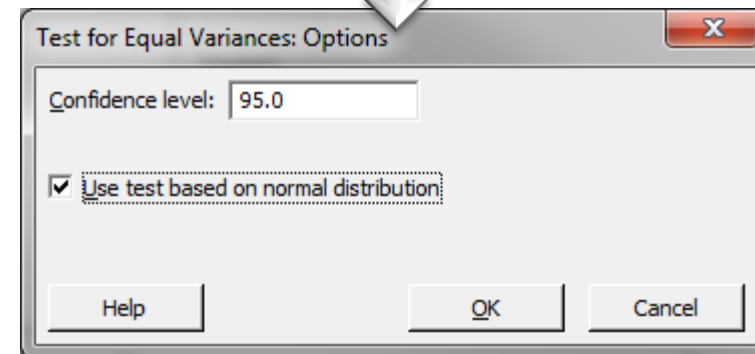 Test for Equal Variances: Options
Confidence level: 95.0
Use test based on normal distribution
Help OK Cancel